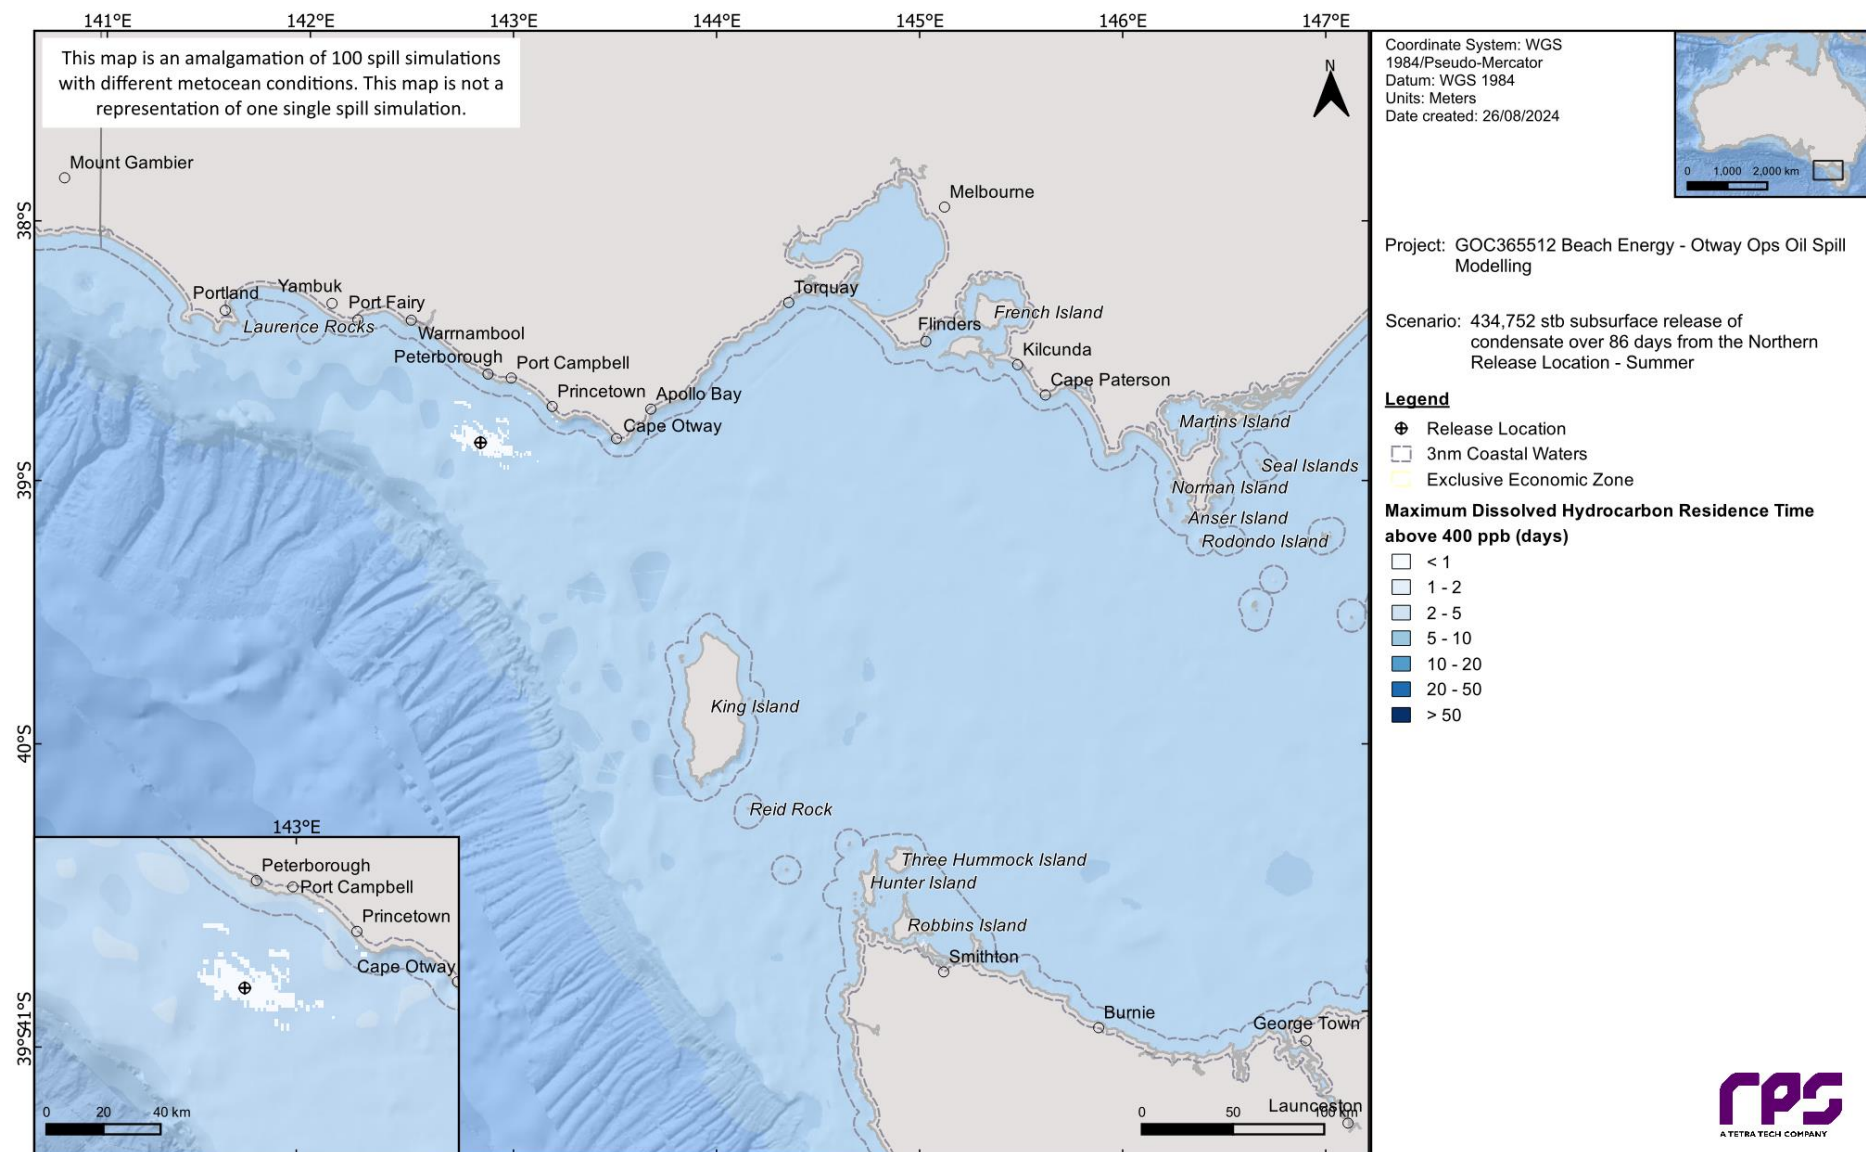 141°E
142°E
143°E
144°E
145°E
146°E
147°E
This map is an amalgamation of 100 spill simulations
with different metocean conditions. This map is not a
representation of one single spill simulation.
N
Mount Gambier
Melbourne
38°S
Portland
Yambuk
Port Fairy
Laurence Rocks
Warrnambool
Peterborough
Port Campbell
Princetown
Apollo Bay
Cape Otway
Torquay
Flinders
French Island
Kilcunda
Cape Paterson
Martins Island
Seal Islands
39°S
Norman Island
Anser Island
Rodondo Island
King Island
40°S
Reid Rock
Three Hummock Island
Hunter Island
Robbins Island
Smithton
Burnie
George Town
Launceston
41°S
0 50 100 km
143°E
Peterborough
Port Campbell
Princetown
Cape Otway
39°S
0 20 40 km
Coordinate System: WGS
1984/Pseudo-Mercator
Datum: WGS 1984
Units: Meters
Date created: 26/08/2024
0 1,000 2,000 km
Project: GOC365512 Beach Energy - Otway Ops Oil Spill
Modelling
Scenario: 434,752 stb subsurface release of
condensate over 86 days from the Northern
Release Location - Summer
Legend
Release Location
3nm Coastal Waters
Exclusive Economic Zone
Maximum Dissolved Hydrocarbon Residence Time
above 400 ppb (days)
< 1
1 - 2
2 - 5
5 - 10
10 - 20
20 - 50
> 50
rps
A TETRA TECH COMPANY